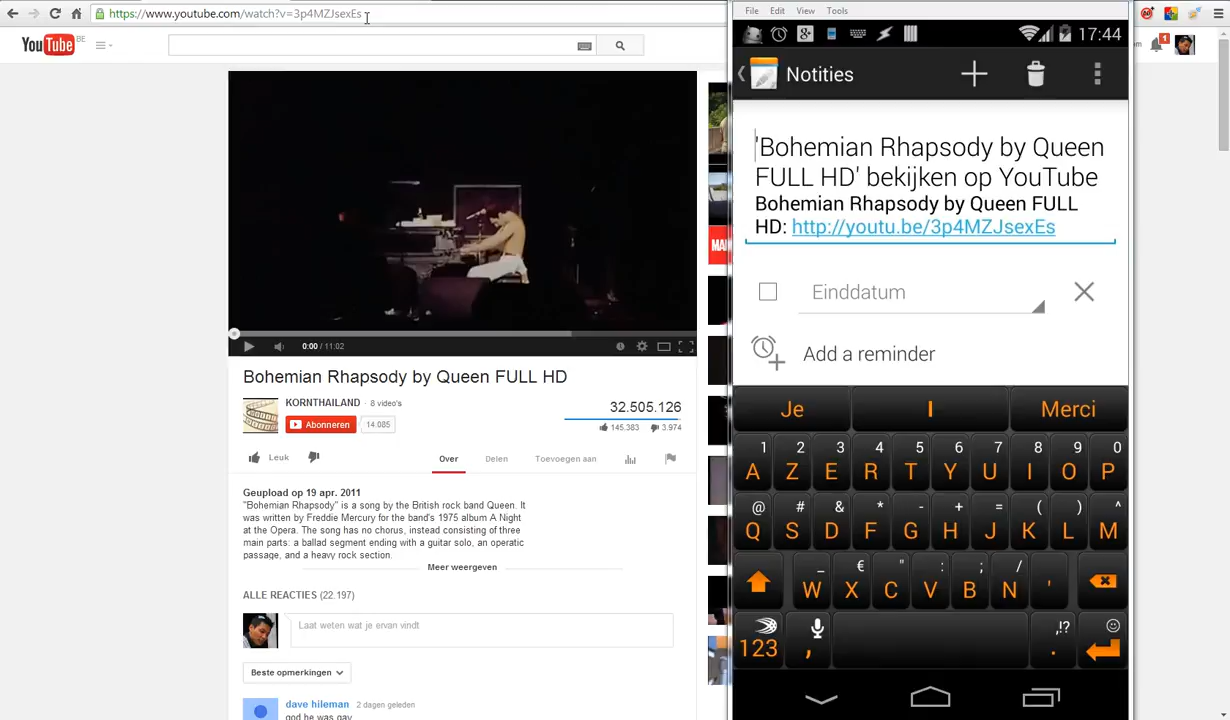 https://www.youtube.com/watch?v=3p4MZJsexEs
YouTube BE
0:00 / 11:02
Bohemian Rhapsody by Queen FULL HD
KORNTHAILAND · 8 video's
Abonneren 14.085
32.505.126
145.383 3.974
Leuk
Over Delen Toevoegen aan
Geupload op 19 apr. 2011
"Bohemian Rhapsody" is a song by the British rock band Queen. It
was written by Freddie Mercury for the band's 1975 album A Night
at the Opera. The song has no chorus, instead consisting of three
main parts: a ballad segment ending with a guitar solo, an operatic
passage, and a heavy rock section.
Meer weergeven
ALLE REACTIES (22.197)
Laat weten wat je ervan vindt
Beste opmerkingen
dave hileman 2 dagen geleden
god he was gay
File Edit View Tools
17:44
Notities
'Bohemian Rhapsody by Queen
FULL HD' bekijken op YouTube
Bohemian Rhapsody by Queen FULL
HD: http://youtu.be/3p4MZJsexEs
Einddatum
Add a reminder
Je I Merci
1 2 3 4 5 6 7 8 9 0
A Z E R T Y U I O P
@ # & * - + = ( ) ^
Q S D F G H J K L M
_ € " : ; /
W X C V B N '
,!?
123 , .
1